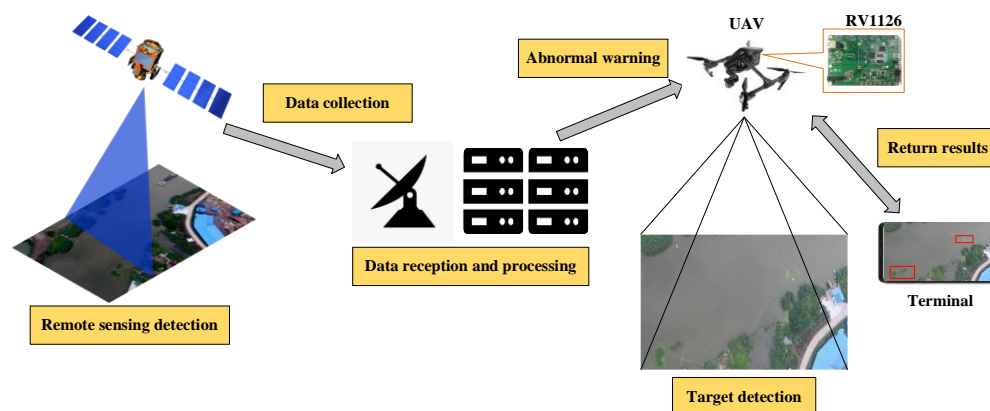 UAV
RV1126
Abnormal warning
Data collection
Return results
Data reception and processing
Remote sensing detection
Terminal
Target detection